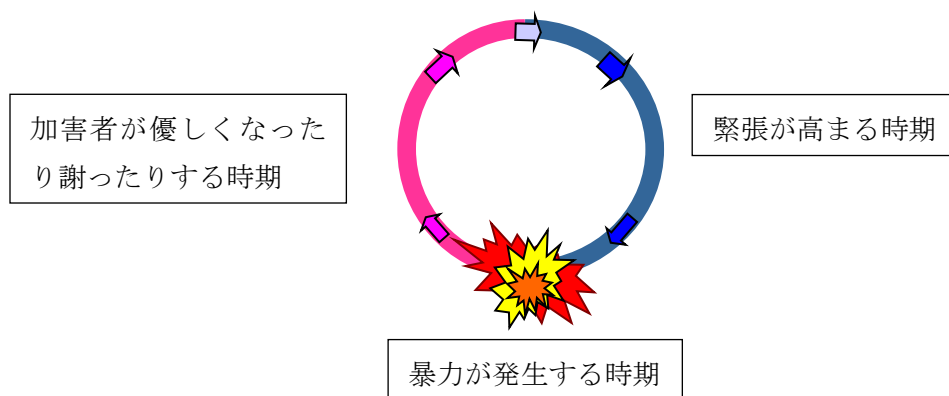 加害者が優しくなった
り謝ったりする時期
緊張が高まる時期
暴力が発生する時期